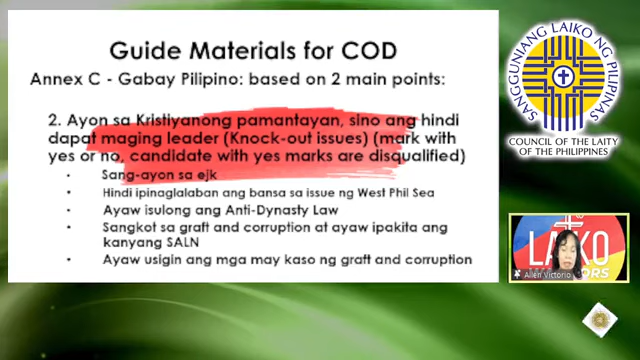 Guide Materials for COD
Annex C - Gabay Pilipino: based on 2 main points:
2. Ayon sa Kristiyanong pamantayan, sino ang hindi
dapat maging leader (Knock-out issues) (mark with
yes or no, candidate with yes marks are disqualified)
• Sang-ayon sa ejk
• Hindi ipinaglalaban ang bansa sa issue ng West Phil Sea
• Ayaw isulong ang Anti-Dynasty Law
• Sangkot sa graft and corruption at ayaw ipakita ang
kanyang SALN
• Ayaw usigin ang mga may kaso ng graft and corruption
SANGGUNIANG LAIKO NG PILIPINAS
COUNCIL OF THE LAITY
OF THE PHILIPPINES
LAIKO
Allen Victorio